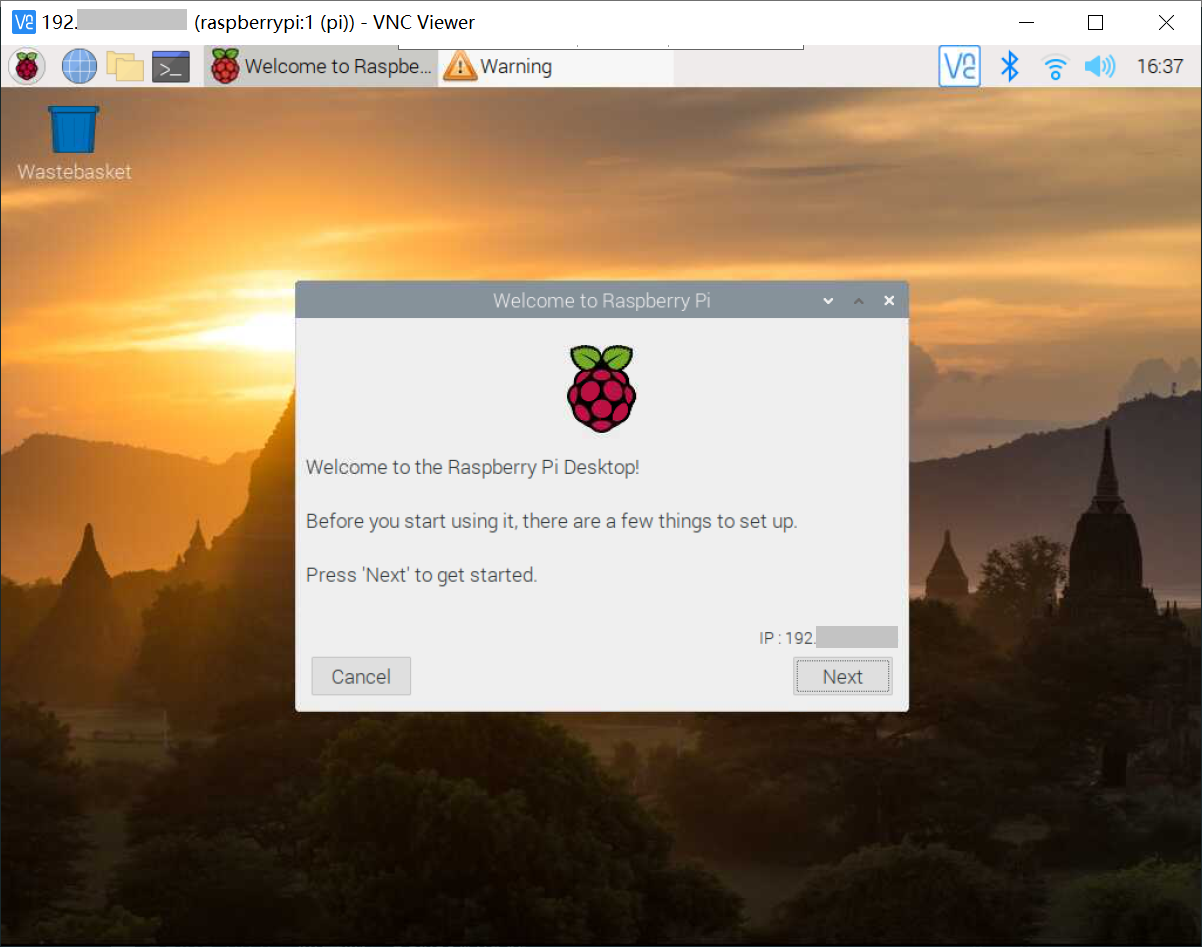 192. (raspberrypi:1 (pi)) - VNC Viewer
Welcome to Raspbe... Warning 16:37
Wastebasket
Welcome to Raspberry Pi
Welcome to the Raspberry Pi Desktop!
Before you start using it, there are a few things to set up.
Press 'Next' to get started.
IP : 192.
Cancel Next